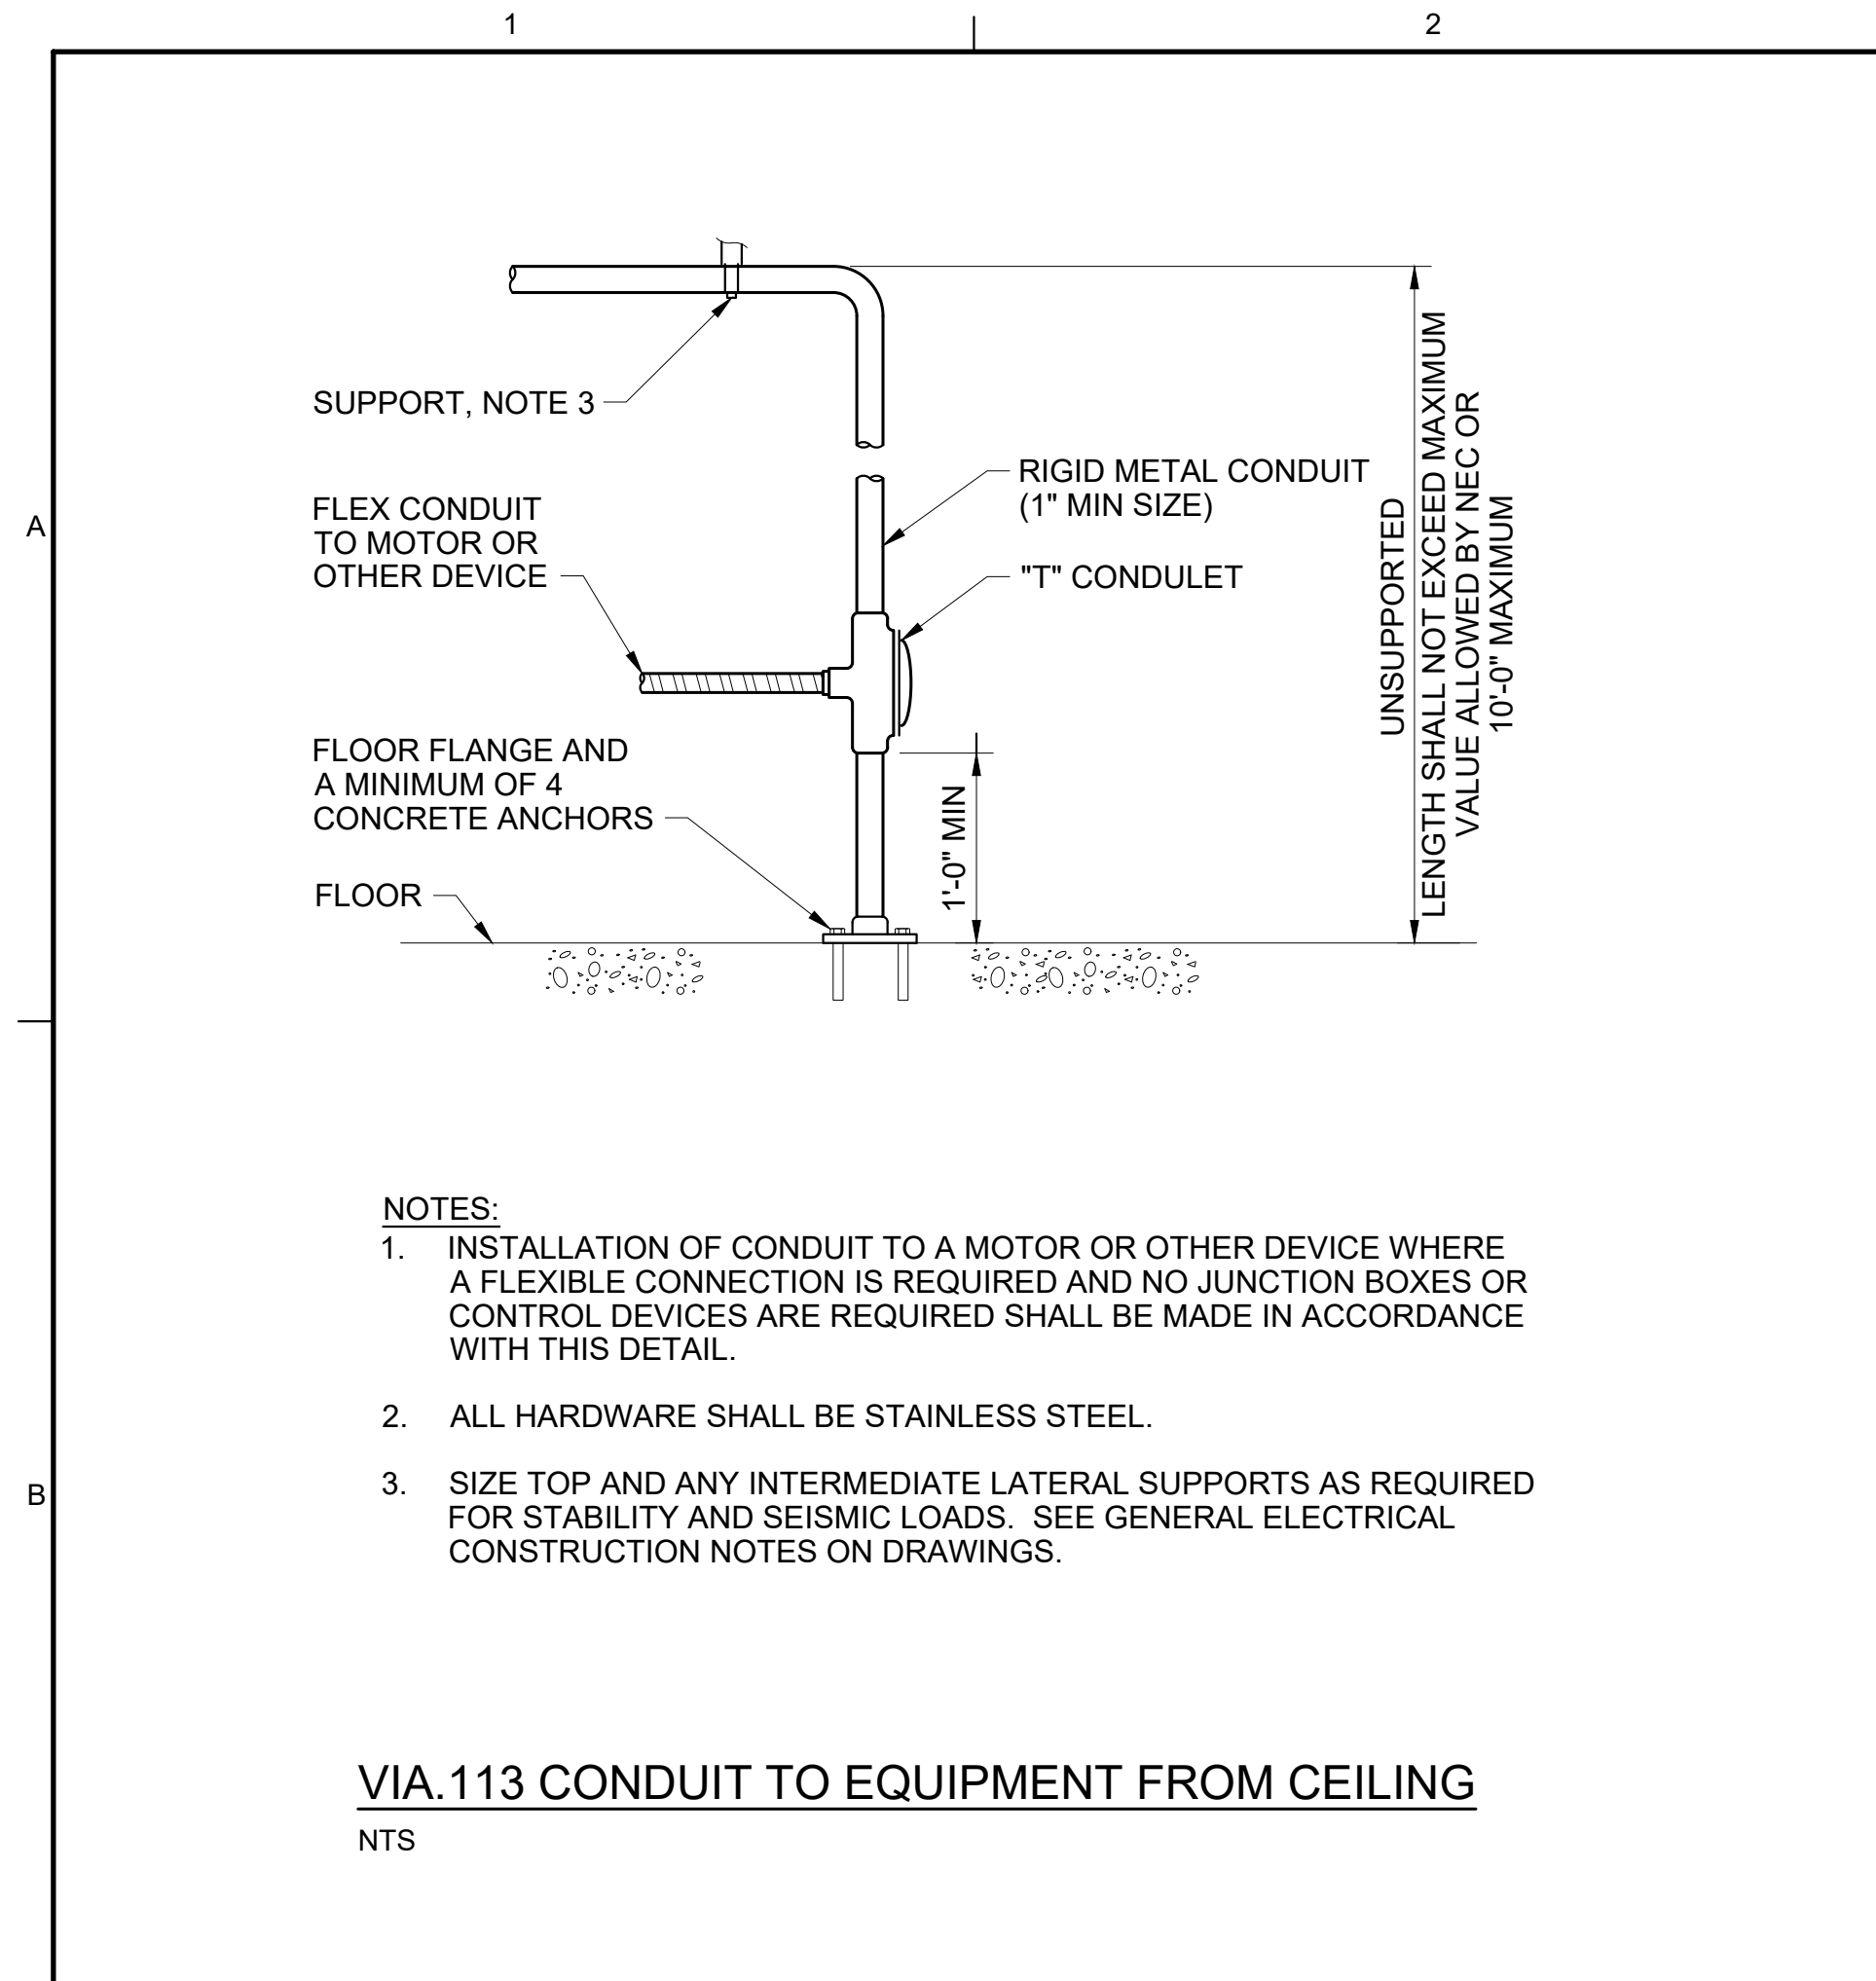 1
2
A
B
SUPPORT, NOTE 3
FLEX CONDUIT
TO MOTOR OR
OTHER DEVICE
FLOOR FLANGE AND
A MINIMUM OF 4
CONCRETE ANCHORS
FLOOR
RIGID METAL CONDUIT
(1" MIN SIZE)
"T" CONDULET
1'-0" MIN
UNSUPPORTED
LENGTH SHALL NOT EXCEED MAXIMUM
VALUE ALLOWED BY NEC OR
10'-0" MAXIMUM
NOTES:
1. INSTALLATION OF CONDUIT TO A MOTOR OR OTHER DEVICE WHERE
A FLEXIBLE CONNECTION IS REQUIRED AND NO JUNCTION BOXES OR
CONTROL DEVICES ARE REQUIRED SHALL BE MADE IN ACCORDANCE
WITH THIS DETAIL.
2. ALL HARDWARE SHALL BE STAINLESS STEEL.
3. SIZE TOP AND ANY INTERMEDIATE LATERAL SUPPORTS AS REQUIRED
FOR STABILITY AND SEISMIC LOADS. SEE GENERAL ELECTRICAL
CONSTRUCTION NOTES ON DRAWINGS.
VIA.113 CONDUIT TO EQUIPMENT FROM CEILING
NTS